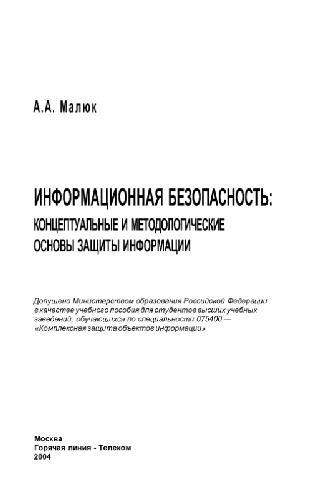 А.А. Малюк
ИНФОРМАЦИОННАЯ БЕЗОПАСНОСТЬ:
КОНЦЕПТУАЛЬНЫЕ И МЕТОДОЛОГИЧЕСКИЕ
ОСНОВЫ ЗАЩИТЫ ИНФОРМАЦИИ
Допущено Министерством образования Российской Федерации
в качестве учебного пособия для студентов высших учебных
заведений, обучающихся по специальности 075400 —
«Комплексная защита объектов информации»
Москва
Горячая линия - Телеком
2004